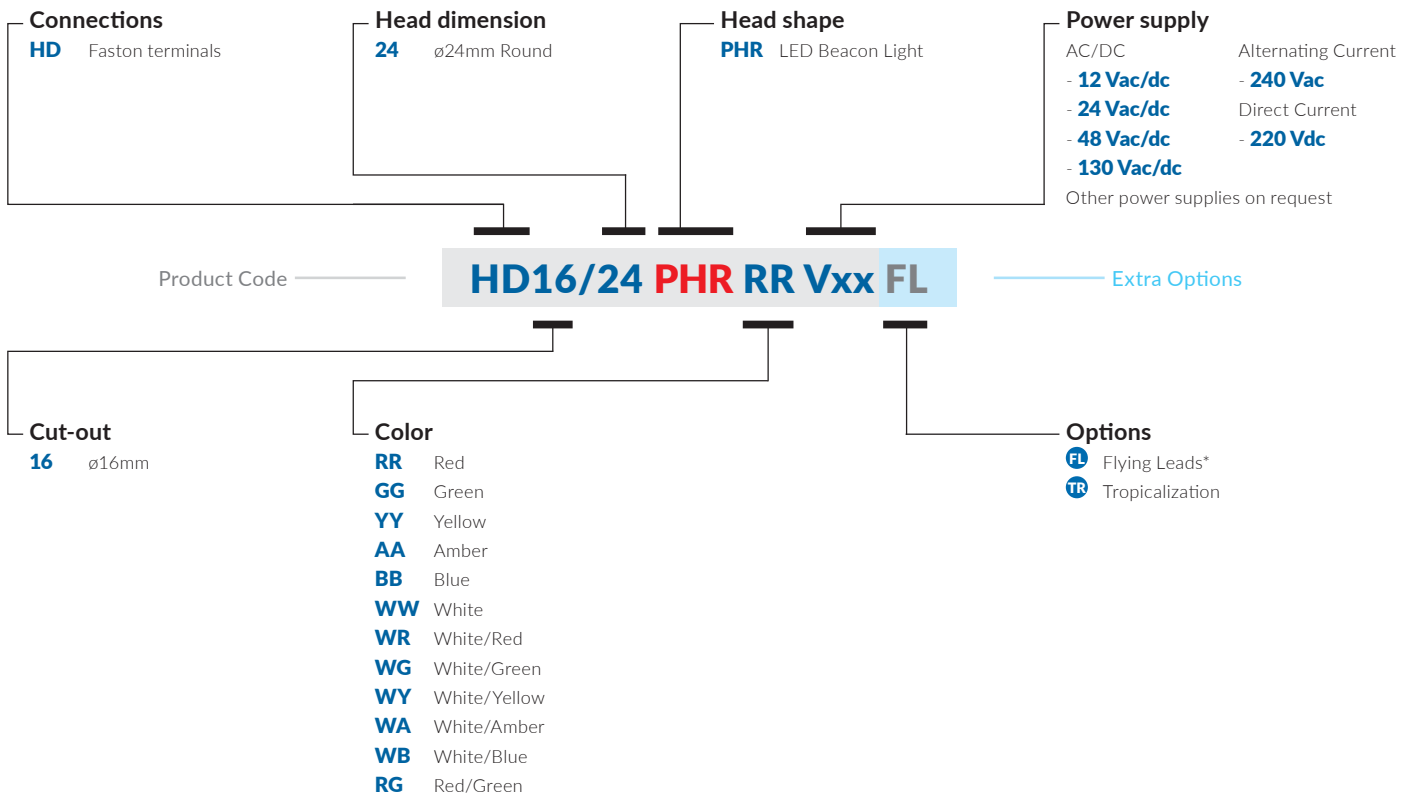 Connections
HD Faston terminals
Head dimension
24 ø24mm Round
Head shape
PHR LED Beacon Light
Power supply
AC/DC
- 12 Vac/dc
- 24 Vac/dc
- 48 Vac/dc
- 130 Vac/dc
Alternating Current
- 240 Vac
Direct Current
- 220 Vdc
Other power supplies on request
Product Code
HD16/24 PHR RR Vxx FL
Extra Options
Cut-out
16 ø16mm
Color
RR Red
GG Green
YY Yellow
AA Amber
BB Blue
WW White
WR White/Red
WG White/Green
WY White/Yellow
WA White/Amber
WB White/Blue
RG Red/Green
Options
FL Flying Leads*
TR Tropicalization